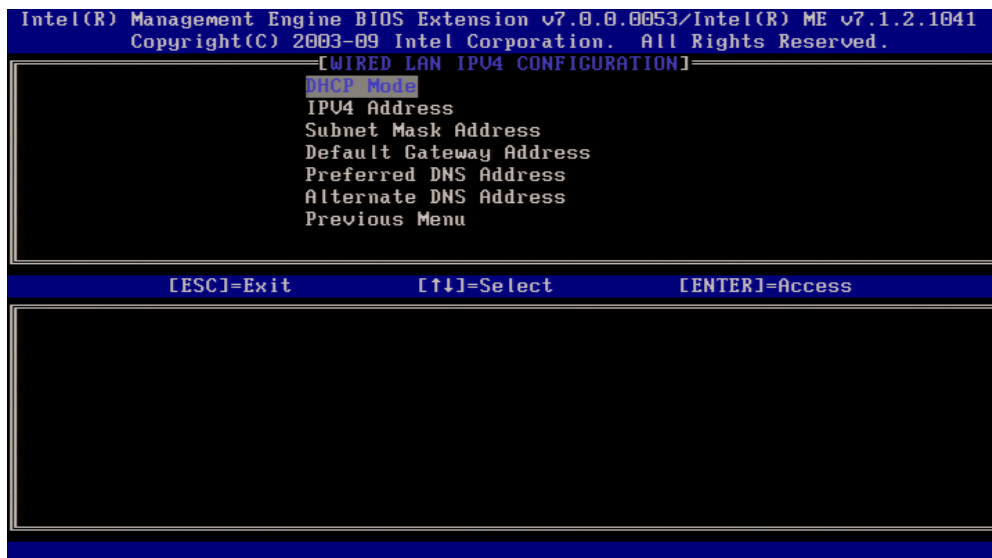 Intel(R) Management Engine BIOS Extension v7.0.0.0053/Intel(R) ME v7.1.2.1041
Copyright(C) 2003-09 Intel Corporation. All Rights Reserved.
[WIRED LAN IPV4 CONFIGURATION]
DHCP Mode
IPV4 Address
Subnet Mask Address
Default Gateway Address
Preferred DNS Address
Alternate DNS Address
Previous Menu
[ESC]=Exit [↑↓]=Select [ENTER]=Access